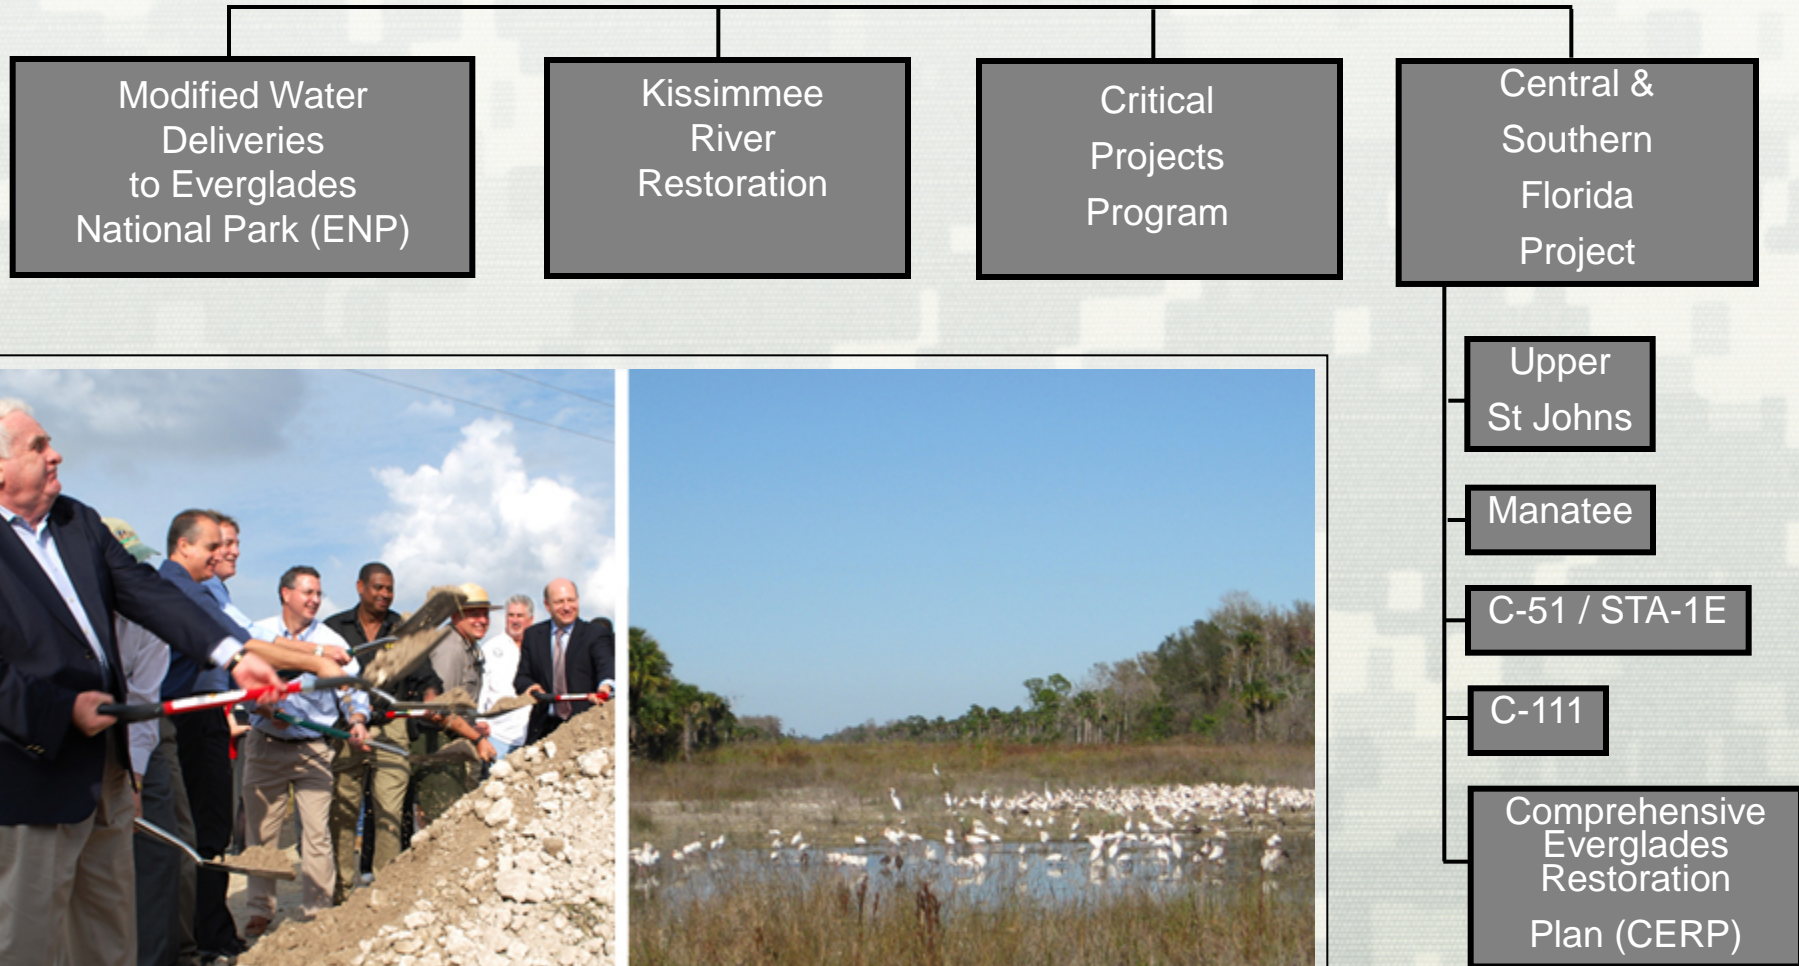 Modified Water
Deliveries
to Everglades
National Park (ENP)
Kissimmee
River
Restoration
Critical
Projects
Program
Central &
Southern
Florida
Project
Upper
St Johns
Manatee
C-51 / STA-1E
C-111
Comprehensive
Everglades
Restoration
Plan (CERP)